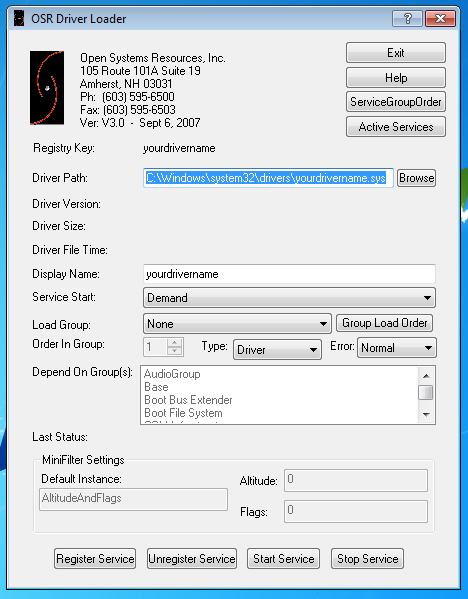 OSR Driver Loader
Open Systems Resources, Inc.
105 Route 101A Suite 19
Amherst, NH 03031
Ph: (603) 595-6500
Fax: (603) 595-6503
Ver: V3.0 - Sept 6, 2007
Exit
Help
ServiceGroupOrder
Active Services
Registry Key: yourdrivername
Driver Path: C:\Windows\system32\drivers\yourdrivername.sys Browse
Driver Version:
Driver Size:
Driver File Time:
Display Name: yourdrivername
Service Start: Demand
Load Group: None Group Load Order
Order In Group: 1 Type: Driver Error: Normal
Depend On Group(s): AudioGroup
Base
Boot Bus Extender
Boot File System
Last Status:
MiniFilter Settings
Default Instance:
AltitudeAndFlags
Altitude: 0
Flags: 0
Register Service Unregister Service Start Service Stop Service